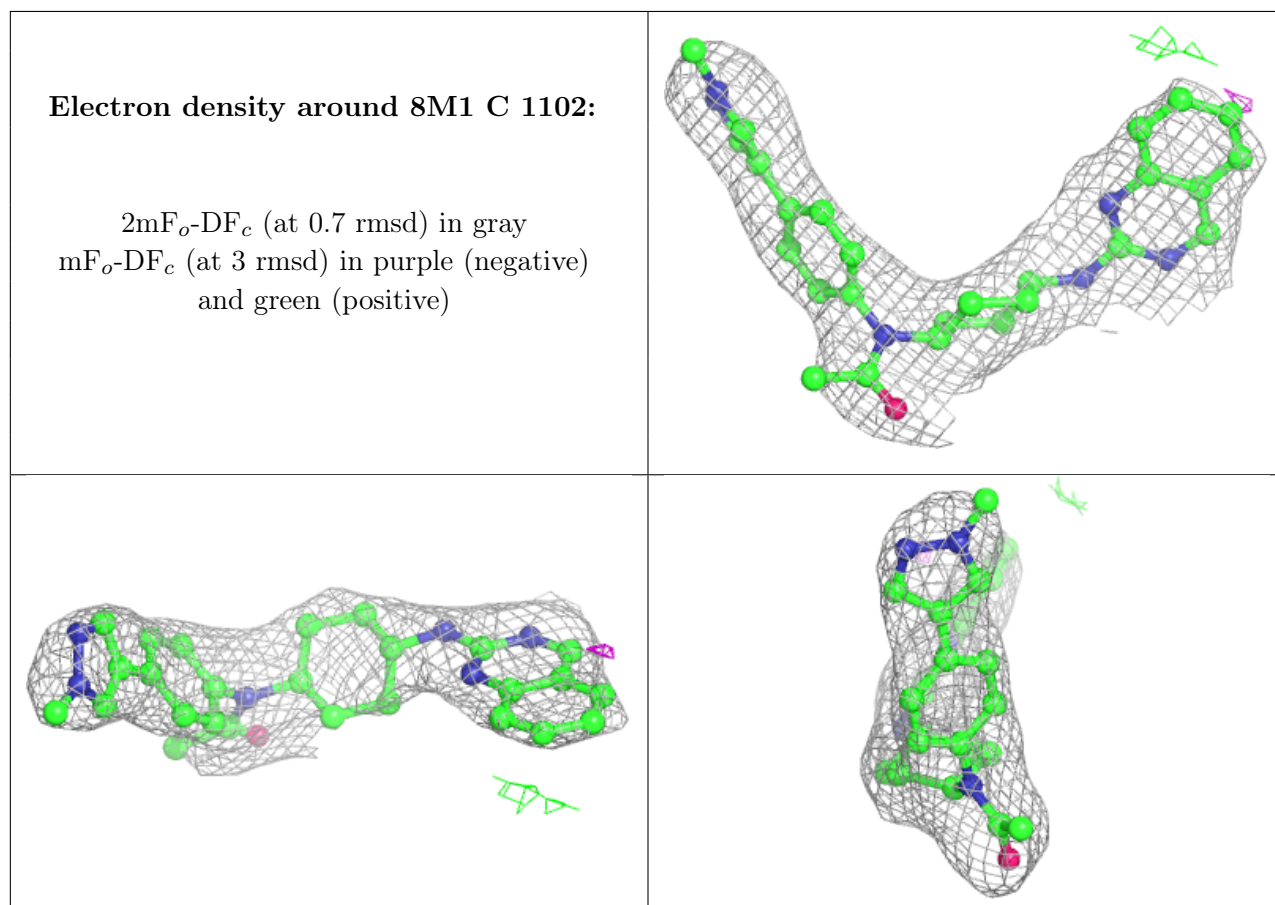 Electron density around 8M1 C 1102:
2mFo-DFc (at 0.7 rmsd) in gray
mFo-DFc (at 3 rmsd) in purple (negative)
and green (positive)